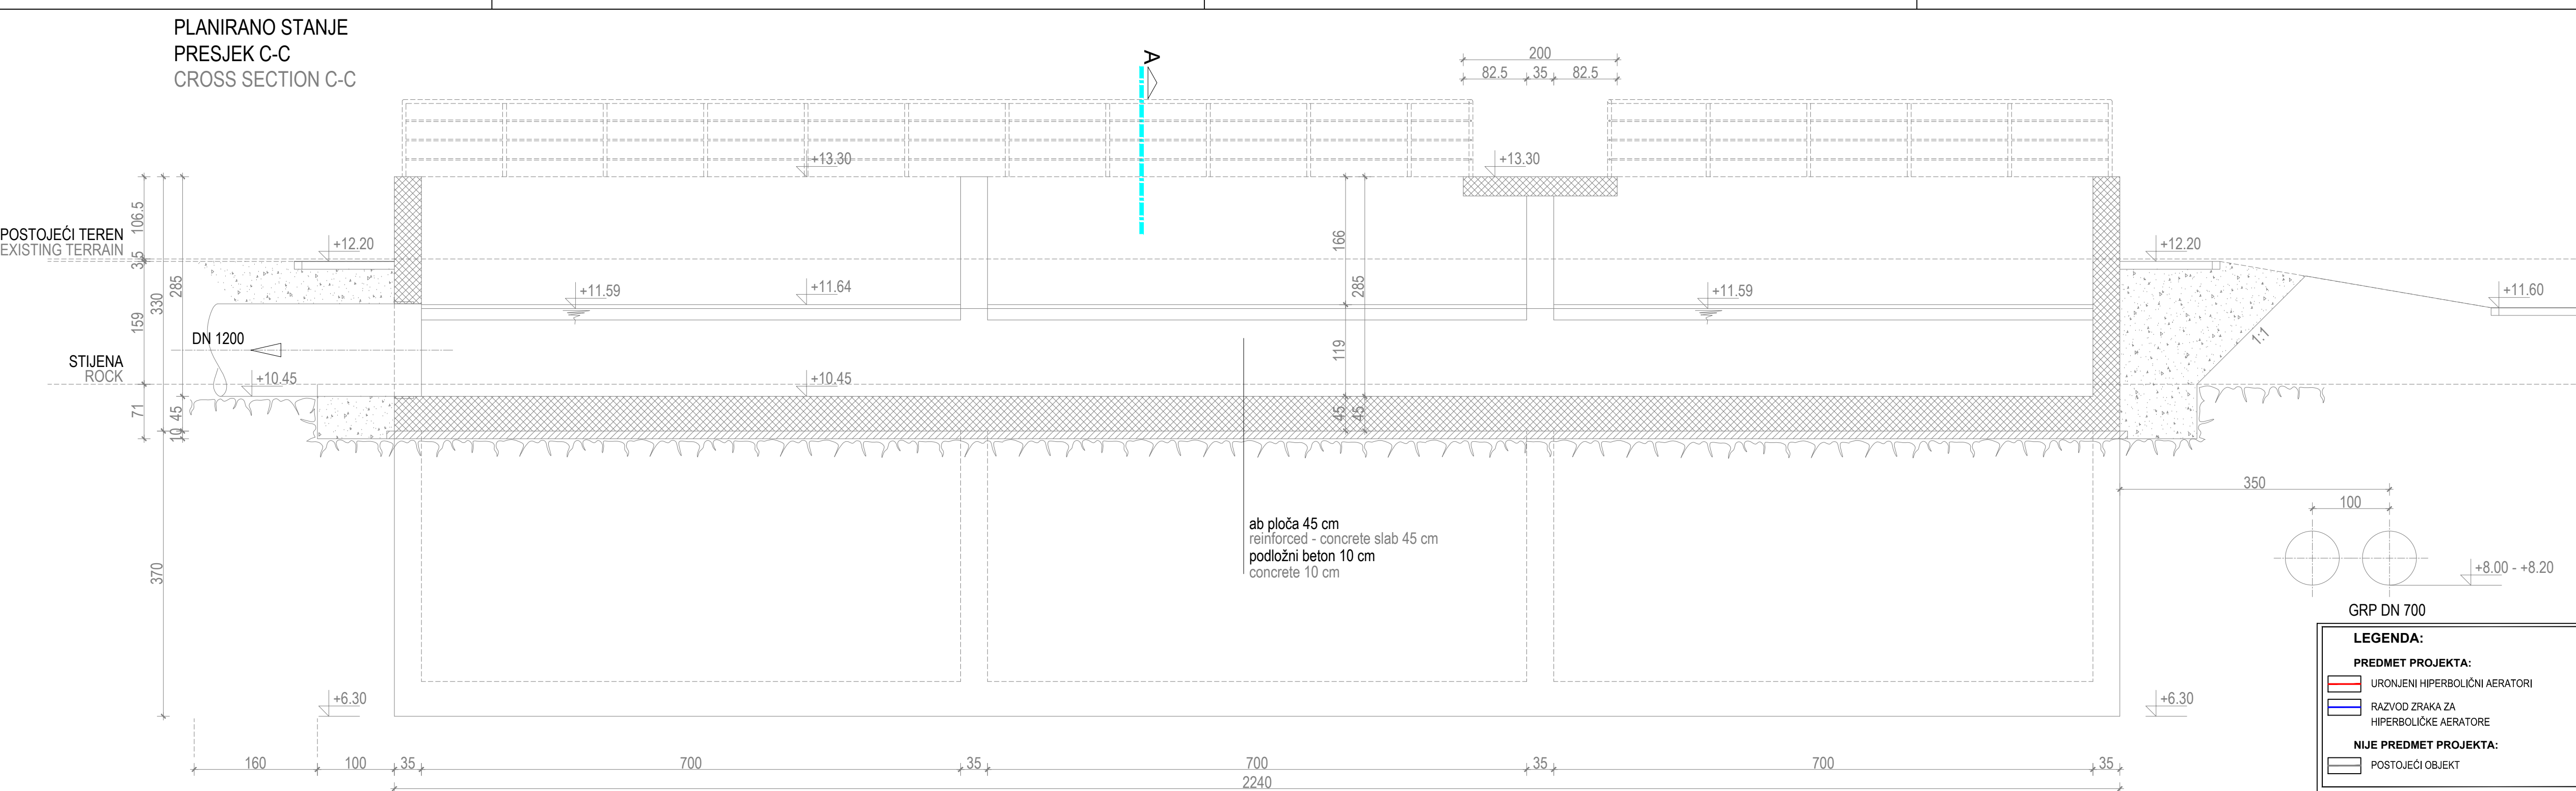 PLANIRANO STANJE
PRESJEK C-C
CROSS SECTION C-C
A
200
82.5 35 82.5
+13.30
+13.30
106.5
3.5
159
71
330
370
285
45
10
POSTOJEĆI TEREN
EXISTING TERRAIN
+12.20
166
285
119
45
45
+12.20
+11.59
+11.64
+11.59
+11.60
DN 1200
1:1
STIJENA
ROCK
+10.45
+10.45
350
100
ab ploča 45 cm
reinforced - concrete slab 45 cm
podložni beton 10 cm
concrete 10 cm
+8.00 - +8.20
GRP DN 700
LEGENDA:
PREDMET PROJEKTA:
URONJENI HIPERBOLIČNI AERATORI
RAZVOD ZRAKA ZA
HIPERBOLIČKE AERATORE
NIJE PREDMET PROJEKTA:
POSTOJEĆI OBJEKT
+6.30
+6.30
160 100 35 700 35 700 35 700 35
2240